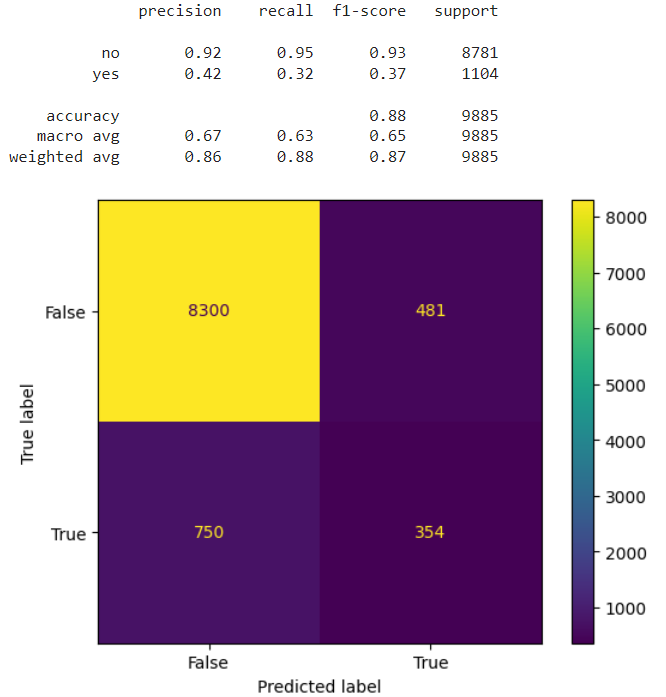 precision recall f1-score support
no 0.92 0.95 0.93 8781
yes 0.42 0.32 0.37 1104
accuracy 0.88 9885
macro avg 0.67 0.63 0.65 9885
weighted avg 0.86 0.88 0.87 9885
8000
7000
6000
5000
4000
3000
2000
1000
True label
False
8300 481
True
750 354
False True
Predicted label